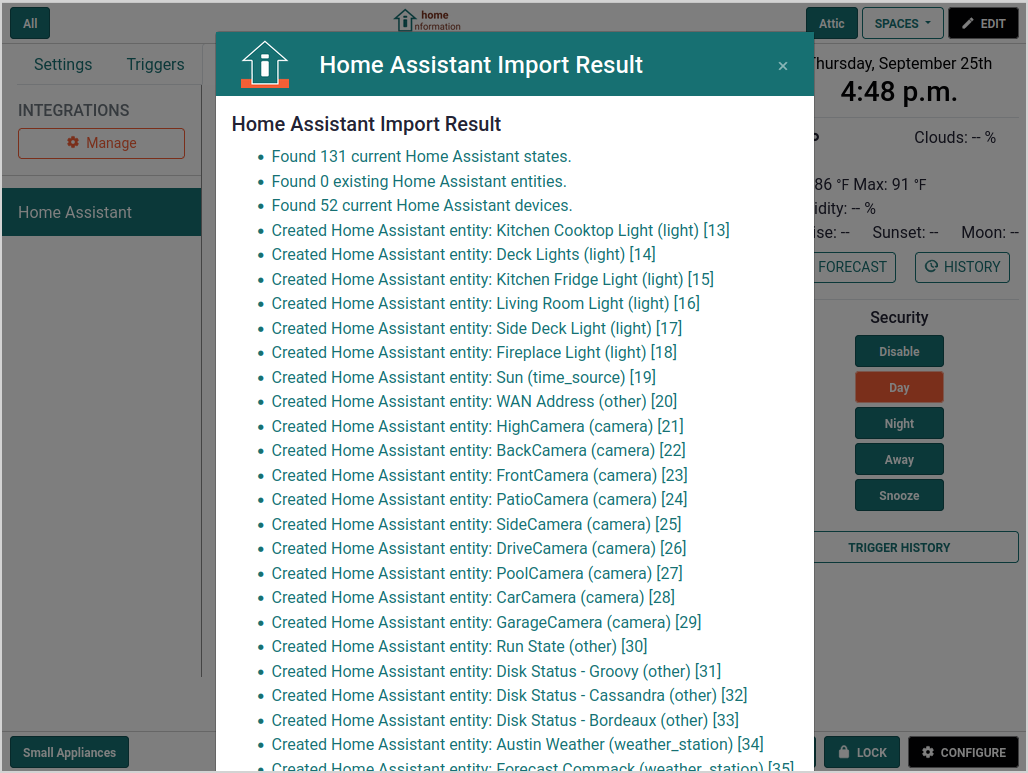 All
home
nformation
Attic
SPACES
EDIT
Home Assistant Import Result
×
Settings
Triggers
INTEGRATIONS
Manage
Home Assistant
Home Assistant Import Result
Found 131 current Home Assistant states.
Found 0 existing Home Assistant entities.
Found 52 current Home Assistant devices.
Created Home Assistant entity: Kitchen Cooktop Light (light) [13]
Created Home Assistant entity: Deck Lights (light) [14]
Created Home Assistant entity: Kitchen Fridge Light (light) [15]
Created Home Assistant entity: Living Room Light (light) [16]
Created Home Assistant entity: Side Deck Light (light) [17]
Created Home Assistant entity: Fireplace Light (light) [18]
Created Home Assistant entity: Sun (time_source) [19]
Created Home Assistant entity: WAN Address (other) [20]
Created Home Assistant entity: HighCamera (camera) [21]
Created Home Assistant entity: BackCamera (camera) [22]
Created Home Assistant entity: FrontCamera (camera) [23]
Created Home Assistant entity: PatioCamera (camera) [24]
Created Home Assistant entity: SideCamera (camera) [25]
Created Home Assistant entity: DriveCamera (camera) [26]
Created Home Assistant entity: PoolCamera (camera) [27]
Created Home Assistant entity: CarCamera (camera) [28]
Created Home Assistant entity: GarageCamera (camera) [29]
Created Home Assistant entity: Run State (other) [30]
Created Home Assistant entity: Disk Status - Groovy (other) [31]
Created Home Assistant entity: Disk Status - Cassandra (other) [32]
Created Home Assistant entity: Disk Status - Bordeaux (other) [33]
Created Home Assistant entity: Austin Weather (weather_station) [34]
Created Home Assistant entity: Forecast Commack (weather_station) [35]
Thursday, September 25th
4:48 p.m.
Clouds: -- %
86 °F Max: 91 °F
idity: -- %
ise: -- Sunset: -- Moon: --
FORECAST
HISTORY
Security
Disable
Day
Night
Away
Snooze
TRIGGER HISTORY
Small Appliances
LOCK
CONFIGURE